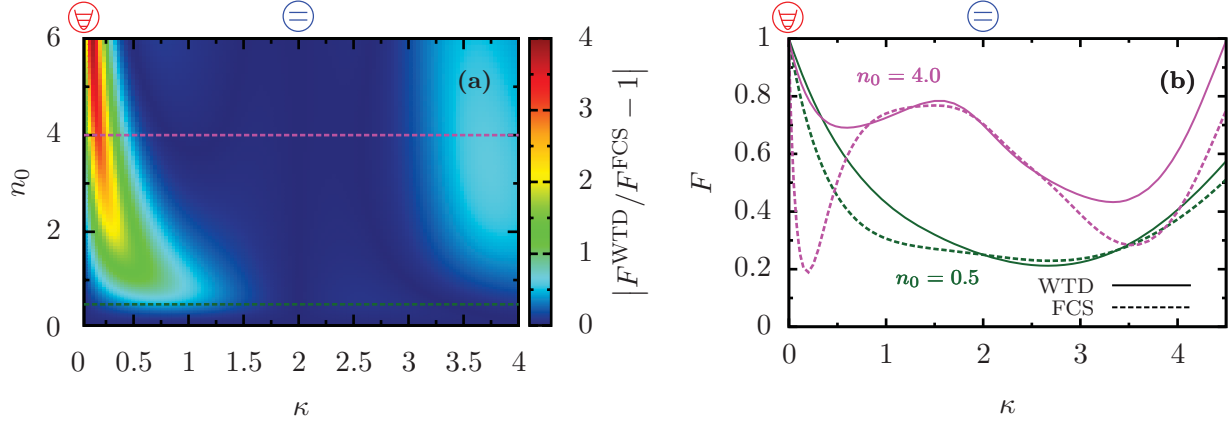 6
4
2
0
n₀
(a)
0 0.5 1 1.5 2 2.5 3 3.5 4
κ
4
3
2
1
0
|F^WTD/F^FCS − 1|
1
0.8
0.6
0.4
0.2
0
F
n₀ = 4.0
(b)
n₀ = 0.5
WTD
FCS
0 1 2 3 4
κ